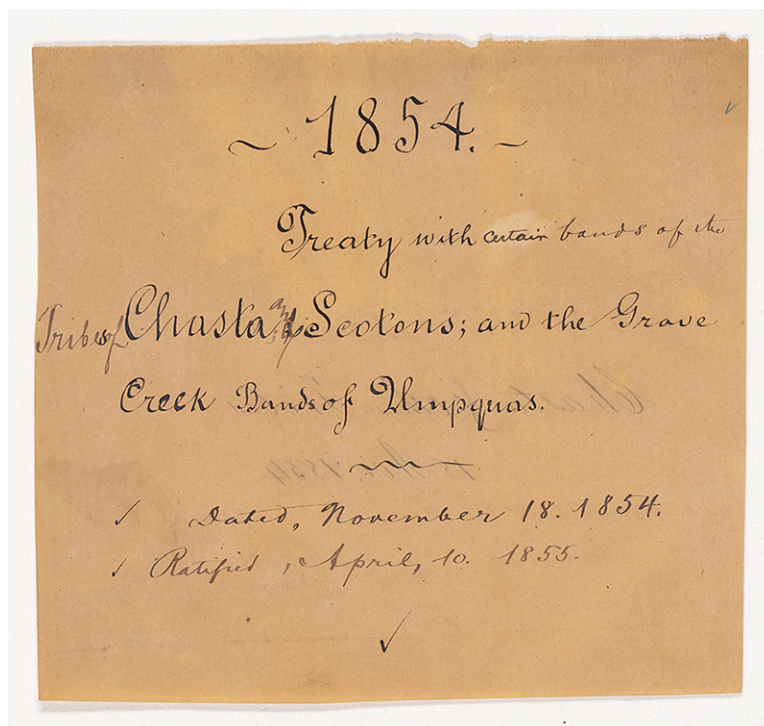 ~ 1854. ~
Treaty with certain bands of the
Tribes of Chasta and Scotons; and the Grave
Creek Bands of Umpquas.
✓ Dated, November 18. 1854.
✓ Ratified, April, 10. 1855.
✓